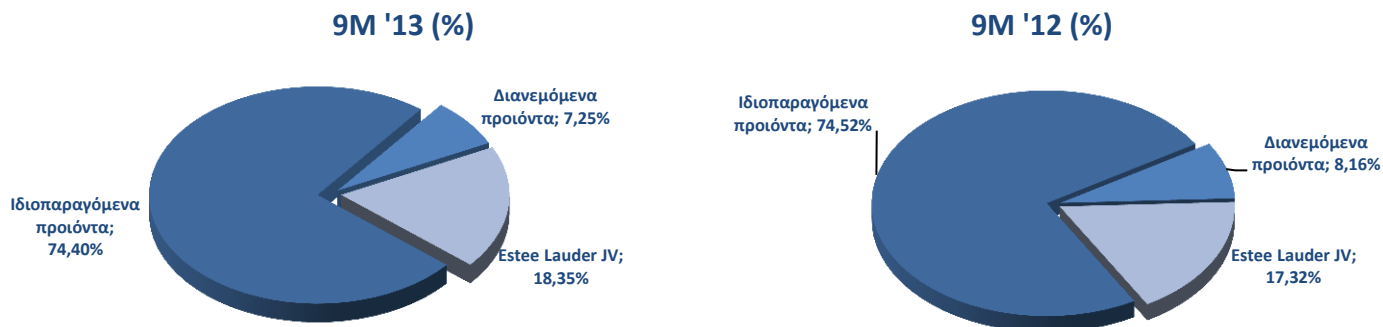 9M '13 (%)
Διανεμόμενα
προιόντα; 7,25%
Ιδιοπαραγόμενα
προιόντα;
74,40%
Estee Lauder JV;
18,35%
9M '12 (%)
Ιδιοπαραγόμενα
προιόντα; 74,52%
Διανεμόμενα
προιόντα; 8,16%
Estee Lauder JV;
17,32%